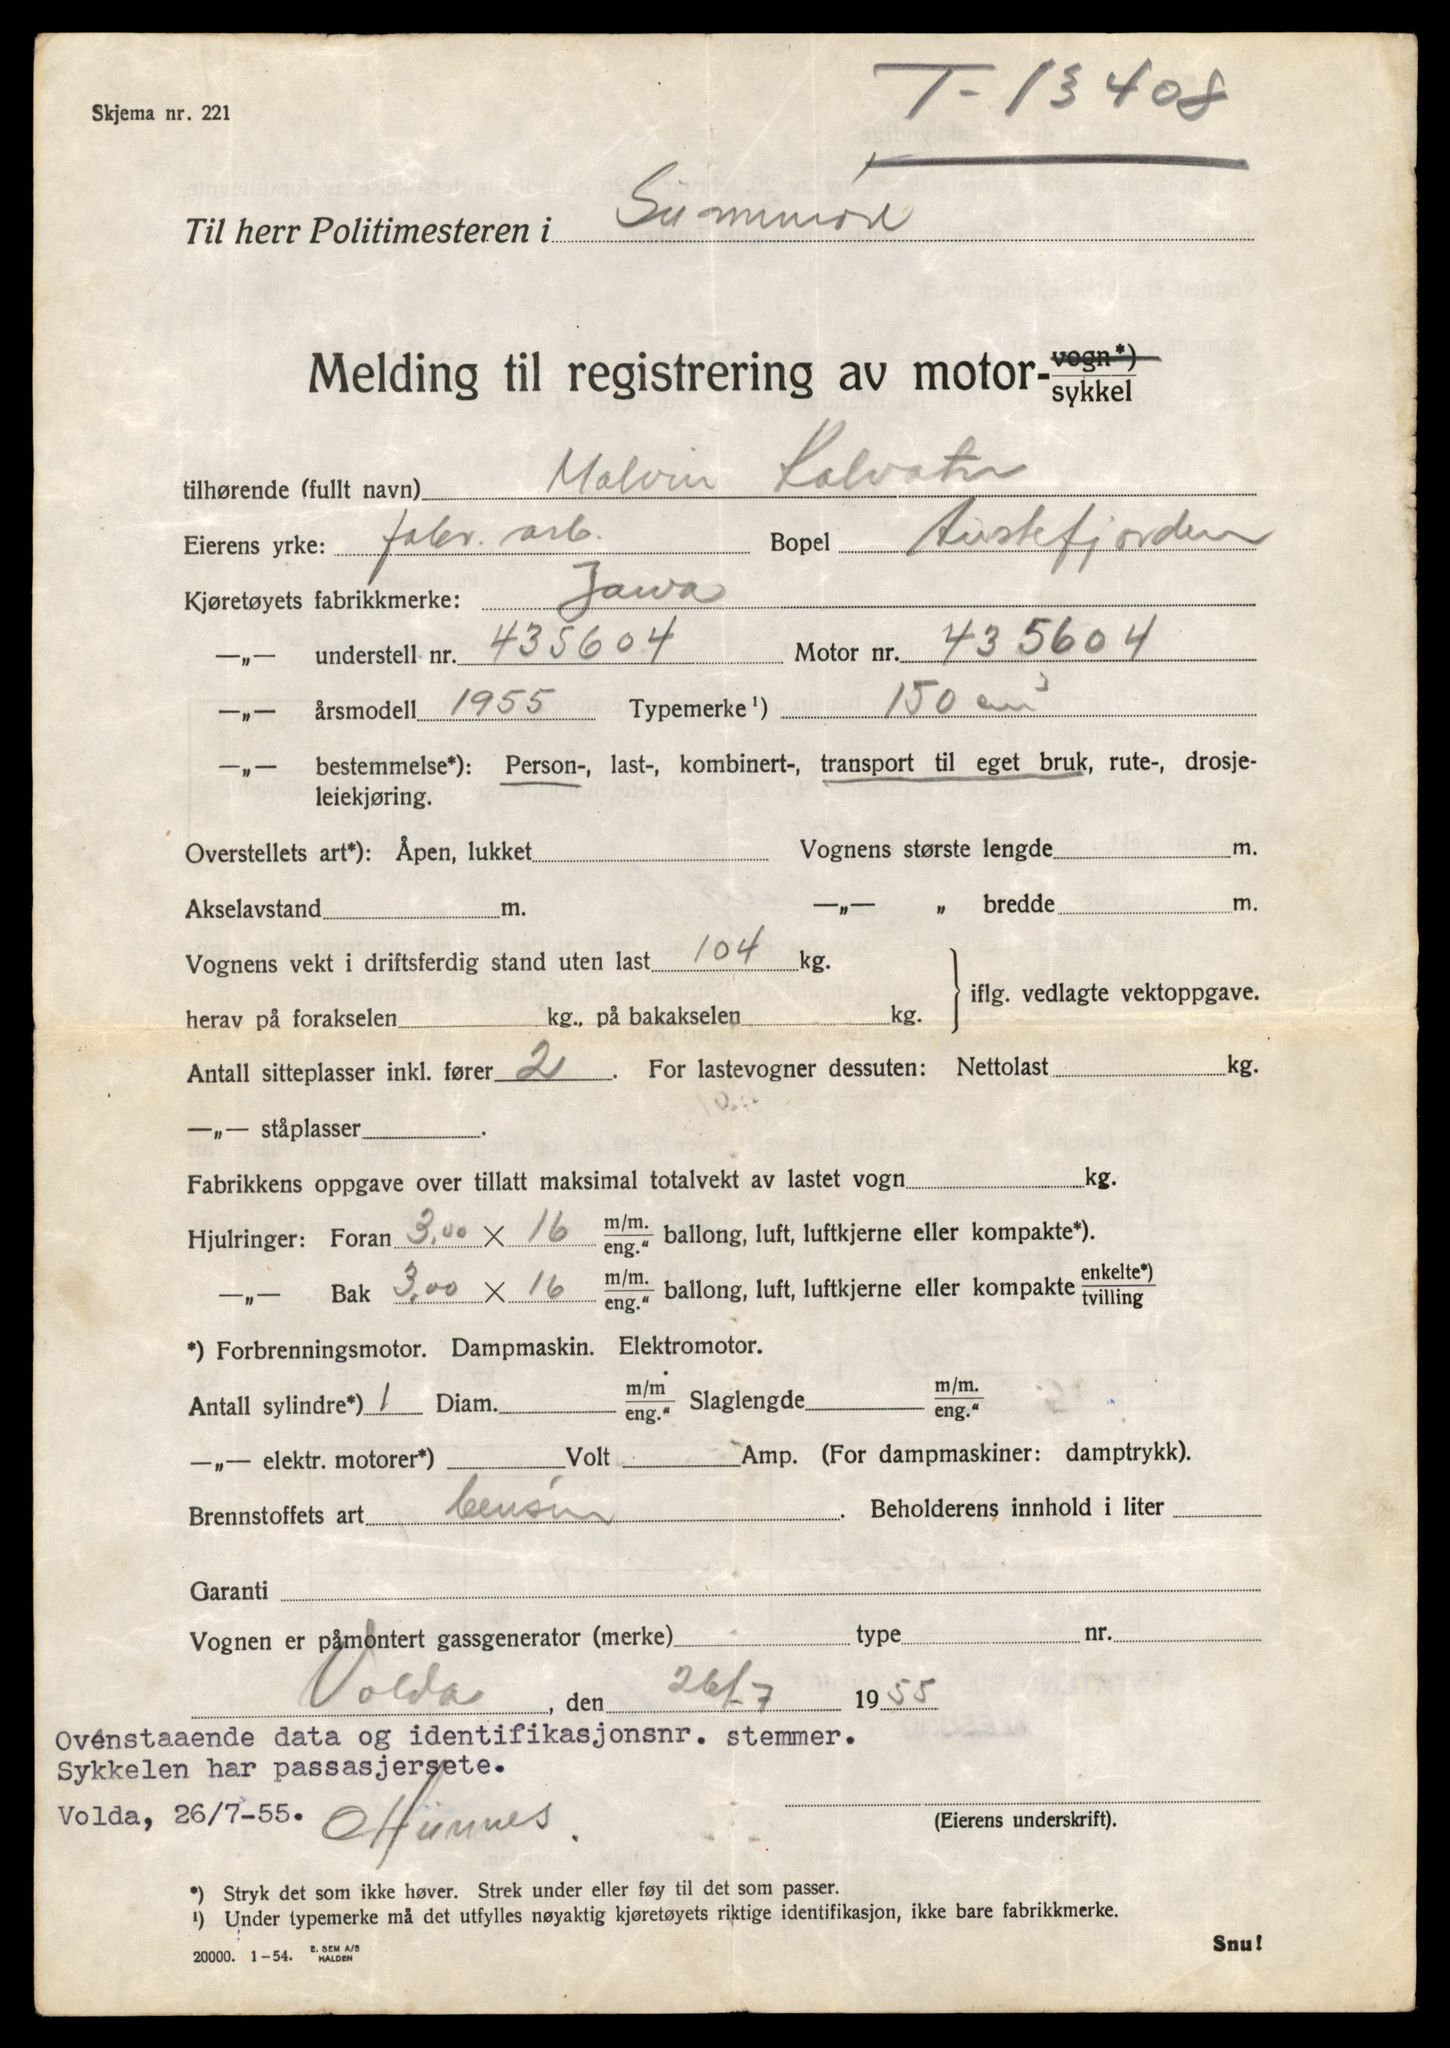 T-13408
Skjema nr. 221
Til herr Politimesteren i Sunnmøre
Melding til registrering av motor-vogn*) sykkel
tilhørende (fullt navn) Malvin Kalvatn
Eierens yrke: fabr. arb. Bopel Austefjorden
Kjøretøyets fabrikkmerke: Jawa
—„— understell nr. 435604 Motor nr. 435604
—„— årsmodell 1955 Typemerke¹) 150 cm³
—„— bestemmelse*): Person-, last-, kombinert-, transport til eget bruk, rute-, drosje-
leiekjøring.
Overstellets art*): Åpen, lukket Vognens største lengde m.
Akselavstand m. —„— „ bredde m.
Vognens vekt i driftsferdig stand uten last 104 kg.
herav på forakselen kg., på bakakselen kg. iflg. vedlagte vektoppgave.
Antall sitteplasser inkl. fører 2. For lastevogner dessuten: Nettolast kg.
—„— ståplasser.
Fabrikkens oppgave over tillatt maksimal totalvekt av lastet vogn kg.
Hjulringer: Foran 3,00 × 16 m/m. eng.“ ballong, luft, luftkjerne eller kompakte*).
—„— Bak 3,00 × 16 m/m. eng.“ ballong, luft, luftkjerne eller kompakte enkelte*) tvilling
*) Forbrenningsmotor. Dampmaskin. Elektromotor.
Antall sylindre*) 1 Diam. m/m eng.“ Slaglengde m/m. eng.“
—„— elektr. motorer*) Volt Amp. (For dampmaskiner: damptrykk).
Brennstoffets art bensin. Beholderens innhold i liter
Garanti
Vognen er påmontert gassgenerator (merke) type nr.
Volda, den 26/-7 1955
Ovenstaaende data og identifikasjonsnr. stemmer.
Sykkelen har passasjersete.
Volda, 26/7-55.
(Eierens underskrift).
*) Stryk det som ikke høver. Strek under eller føy til det som passer.
¹) Under typemerke må det utfylles nøyaktig kjøretøyets riktige identifikasjon, ikke bare fabrikkmerke.
20000. 1-54. E. SEM A/S HALDEN
Snu!